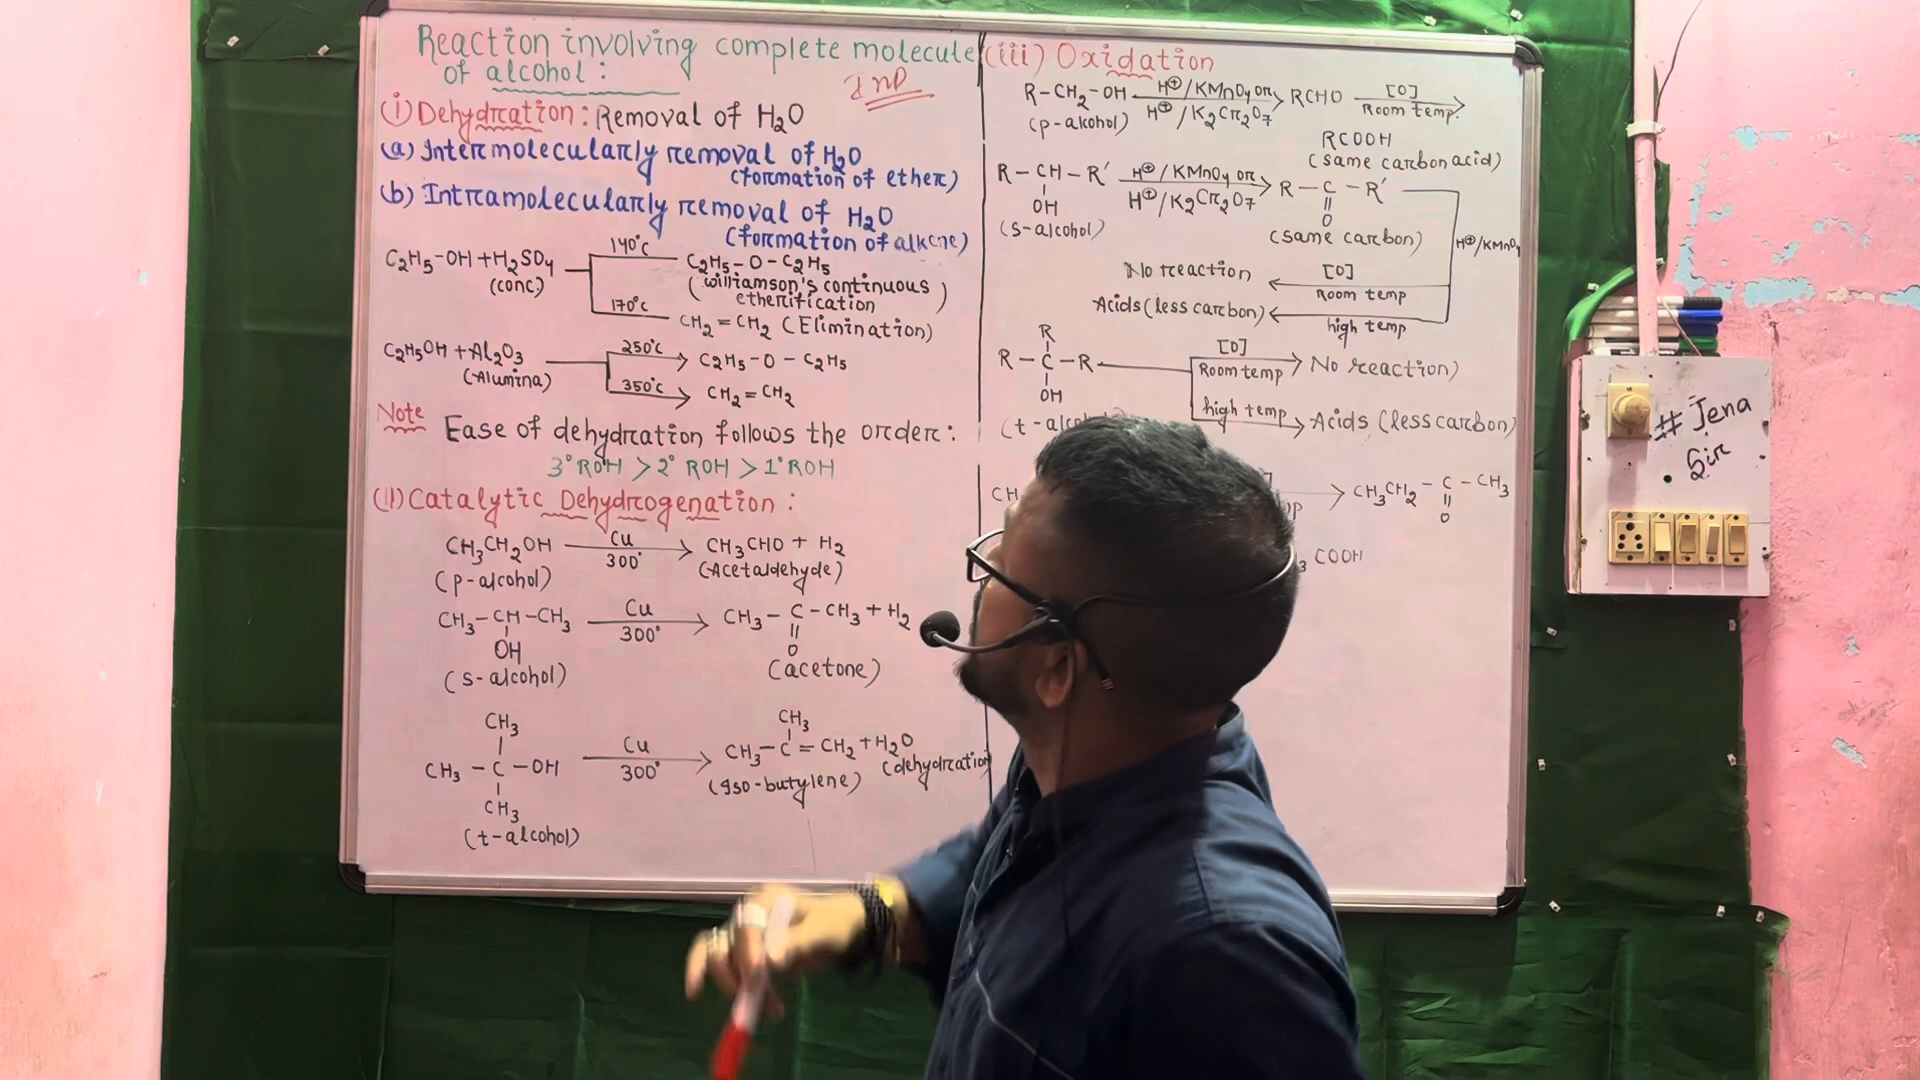 Reaction involving complete molecule
of alcohol:
IMP
(i) Dehydration: Removal of H2O
(a) Intermolecularly removal of H2O
(formation of ether)
(b) Intramolecularly removal of H2O
(formation of alkene)
C2H5-OH + H2SO4
(conc)
140°c
C2H5-O-C2H5
(williamson's continuous
etherification)
170°c
CH2=CH2 (Elimination)
C2H5OH + Al2O3
(Alumina)
250°c
C2H5-O-C2H5
350°c
CH2=CH2
Note
Ease of dehydration follows the order:
3° ROH > 2° ROH > 1° ROH
(II) Catalytic Dehydrogenation:
CH3CH2OH Cu 300° → CH3CHO + H2
(p-alcohol) (Acetaldehyde)
CH3-CH-CH3 Cu 300° → CH3-C-CH3 + H2
OH O
(s-alcohol) (acetone)
CH3 CH3
CH3-C-OH Cu 300° → CH3-C=CH2 + H2O
(dehydration)
CH3 (Iso-butylene)
(t-alcohol)
(iii) Oxidation
R-CH2-OH H⊕/KMnO4 or H⊕/K2Cr2O7 → RCHO [O] Room temp. →
(p-alcohol)
RCOOH
(same carbon acid)
R-CH-R' H⊕/KMnO4 or H⊕/K2Cr2O7 → R-C-R'
OH O
(s-alcohol) (same carbon)
H⊕/KMnO4
No reaction ← [O] Room temp
Acids (less carbon) ← high temp
R
R-C-R [O] Room temp → No reaction)
OH
high temp → Acids (less carbon)
(t-alco
CH → CH3CH2-C-CH3
O
3 COOH
# Jena
Sir